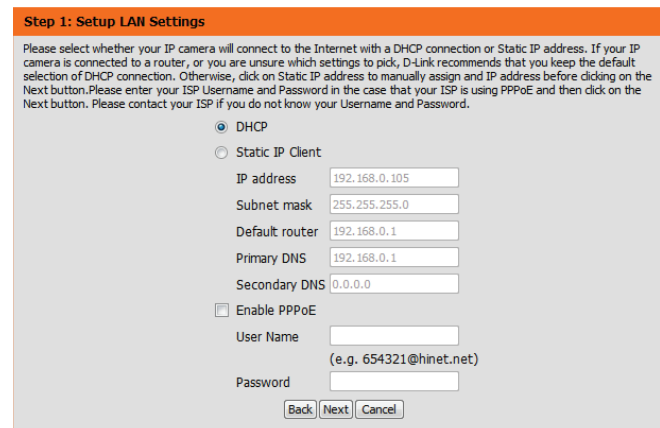 Step 1: Setup LAN Settings
Please select whether your IP camera will connect to the Internet with a DHCP connection or Static IP address. If your IP
camera is connected to a router, or you are unsure which settings to pick, D-Link recommends that you keep the default
selection of DHCP connection. Otherwise, click on Static IP address to manually assign and IP address before clicking on the
Next button.Please enter your ISP Username and Password in the case that your ISP is using PPPoE and then click on the
Next button. Please contact your ISP if you do not know your Username and Password.
DHCP
Static IP Client
IP address 192.168.0.105
Subnet mask 255.255.255.0
Default router 192.168.0.1
Primary DNS 192.168.0.1
Secondary DNS 0.0.0.0
Enable PPPoE
User Name
(e.g. 654321@hinet.net)
Password
Back Next Cancel